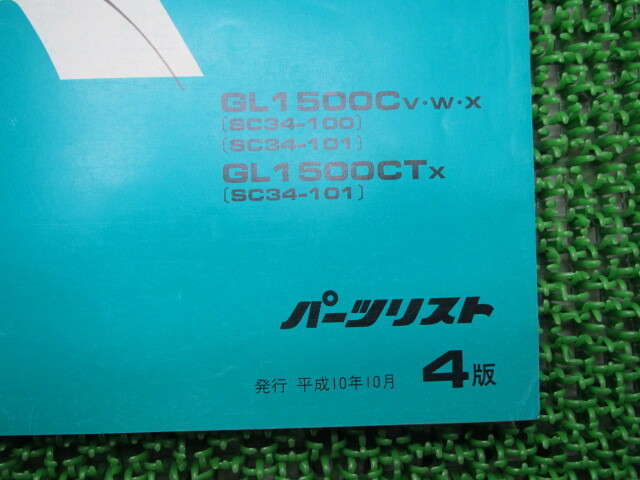 GL1500CV·W·X
〔SC34-100〕
〔SC34-101〕
GL1500CTX
〔SC34-101〕
パーツリスト
発行 平成10年10月 4版